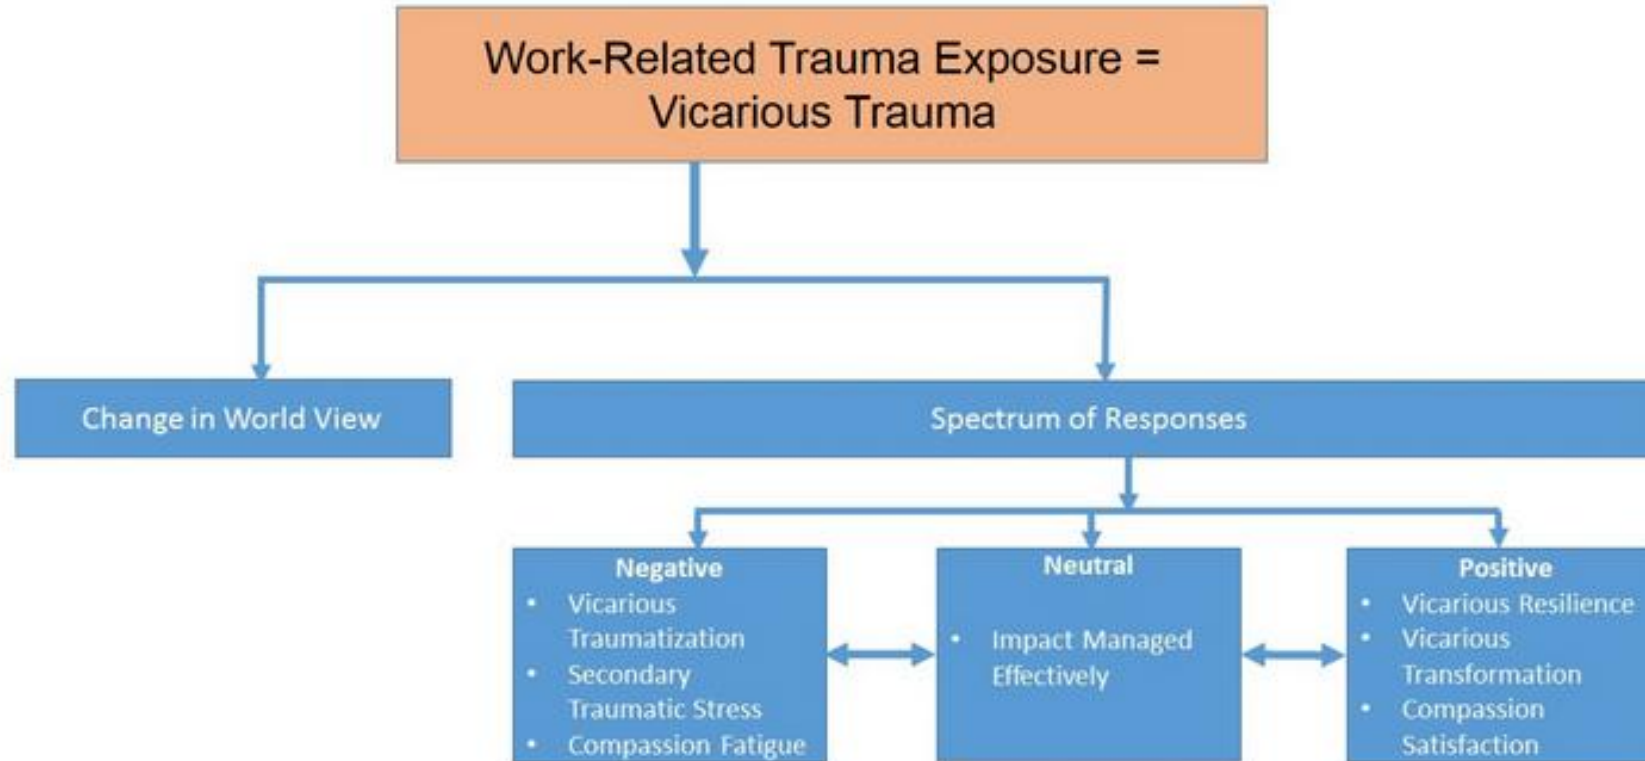 Work-Related Trauma Exposure =
Vicarious Trauma
Change in World View
Spectrum of Responses
Negative
• Vicarious
Traumatization
• Secondary
Traumatic Stress
• Compassion Fatigue
Neutral
• Impact Managed
Effectively
Positive
• Vicarious Resilience
• Vicarious
Transformation
• Compassion
Satisfaction